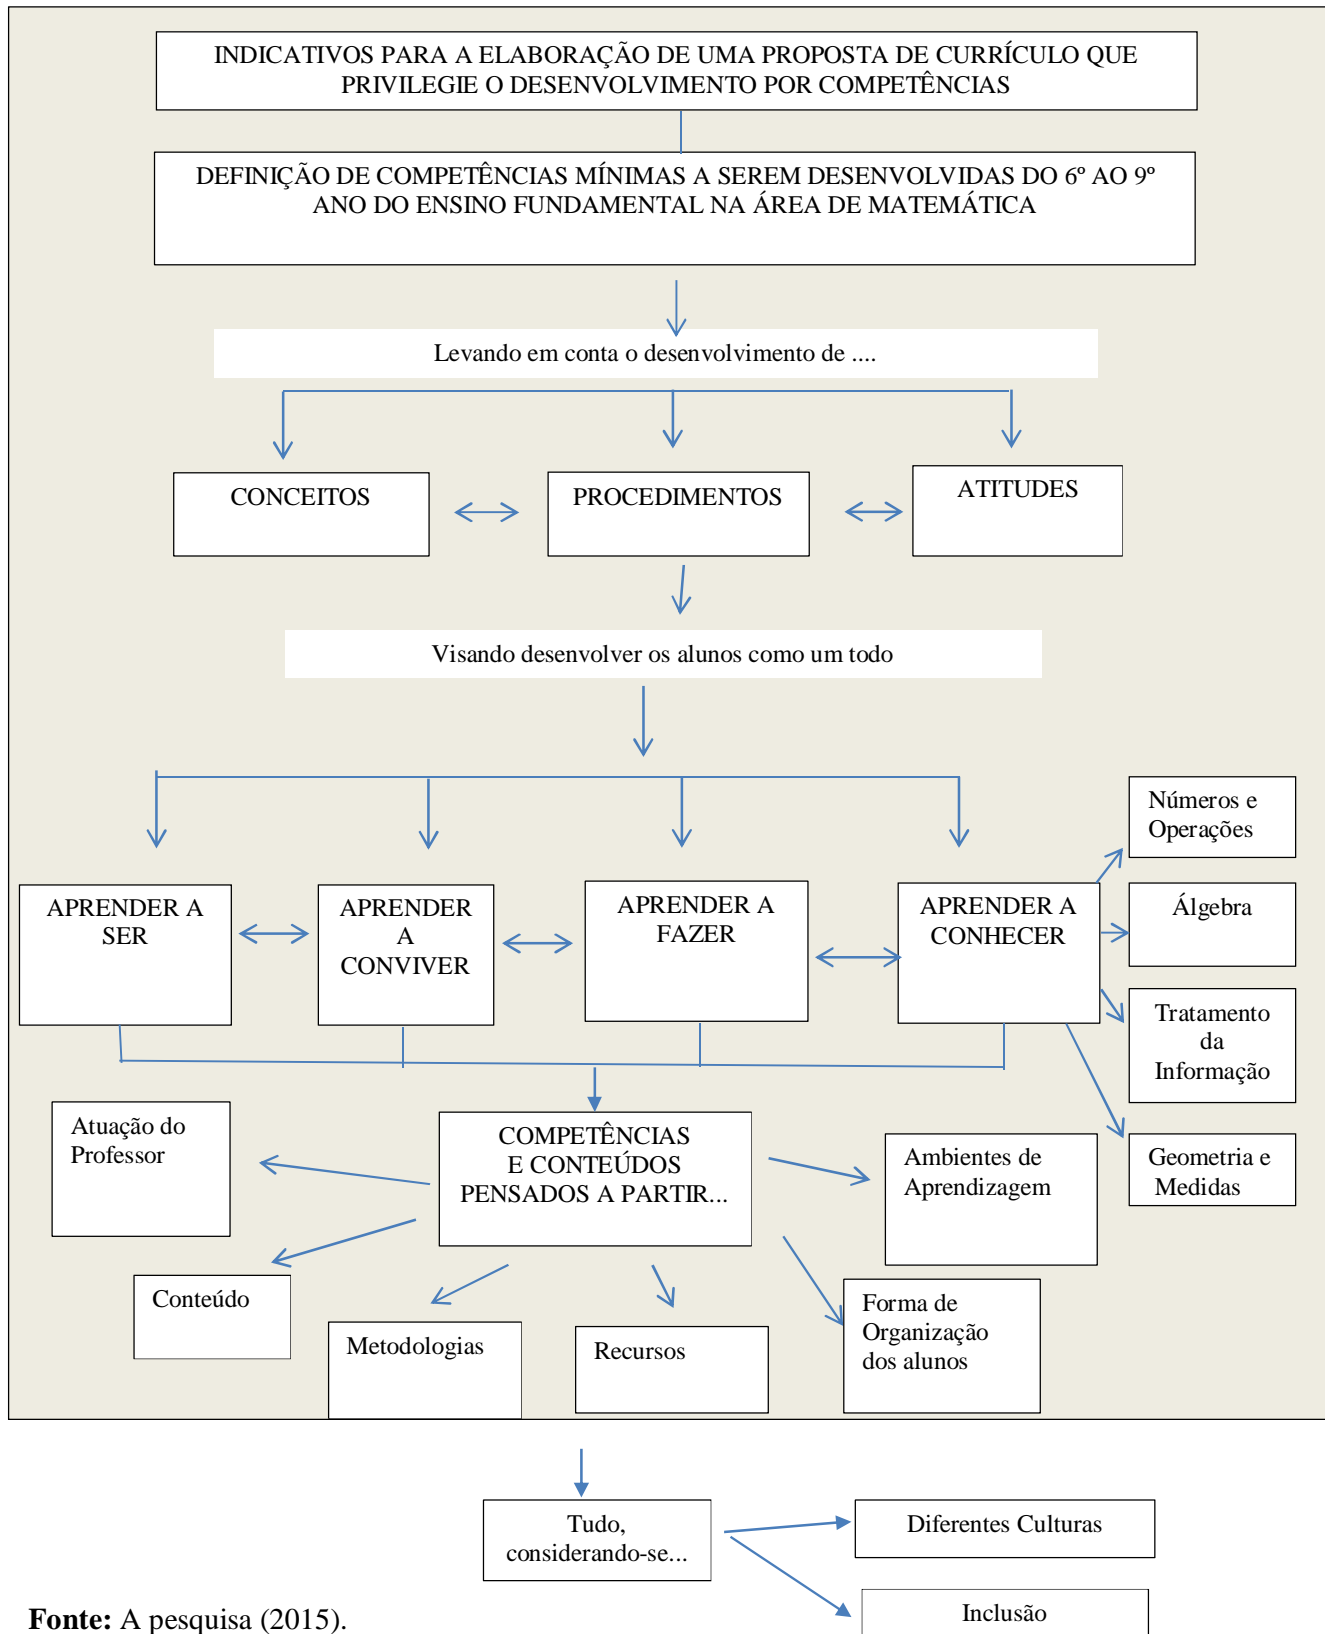 INDICATIVOS PARA A ELABORAÇÃO DE UMA PROPOSTA DE CURRÍCULO QUE
PRIVILEGIE O DESENVOLVIMENTO POR COMPETÊNCIAS
DEFINIÇÃO DE COMPETÊNCIAS MÍNIMAS A SEREM DESENVOLVIDAS DO 6º AO 9º
ANO DO ENSINO FUNDAMENTAL NA ÁREA DE MATEMÁTICA
Levando em conta o desenvolvimento de ....
CONCEITOS
PROCEDIMENTOS
ATITUDES
Visando desenvolver os alunos como um todo
APRENDER A
SER
APRENDER
A
CONVIVER
APRENDER A
FAZER
APRENDER A
CONHECER
Números e
Operações
Álgebra
Tratamento
da
Informação
Geometria e
Medidas
COMPETÊNCIAS
E CONTEÚDOS
PENSADOS A PARTIR...
Atuação do
Professor
Conteúdo
Metodologias
Recursos
Forma de
Organização
dos alunos
Ambientes de
Aprendizagem
Tudo,
considerando-se...
Diferentes Culturas
Inclusão
Fonte: A pesquisa (2015).